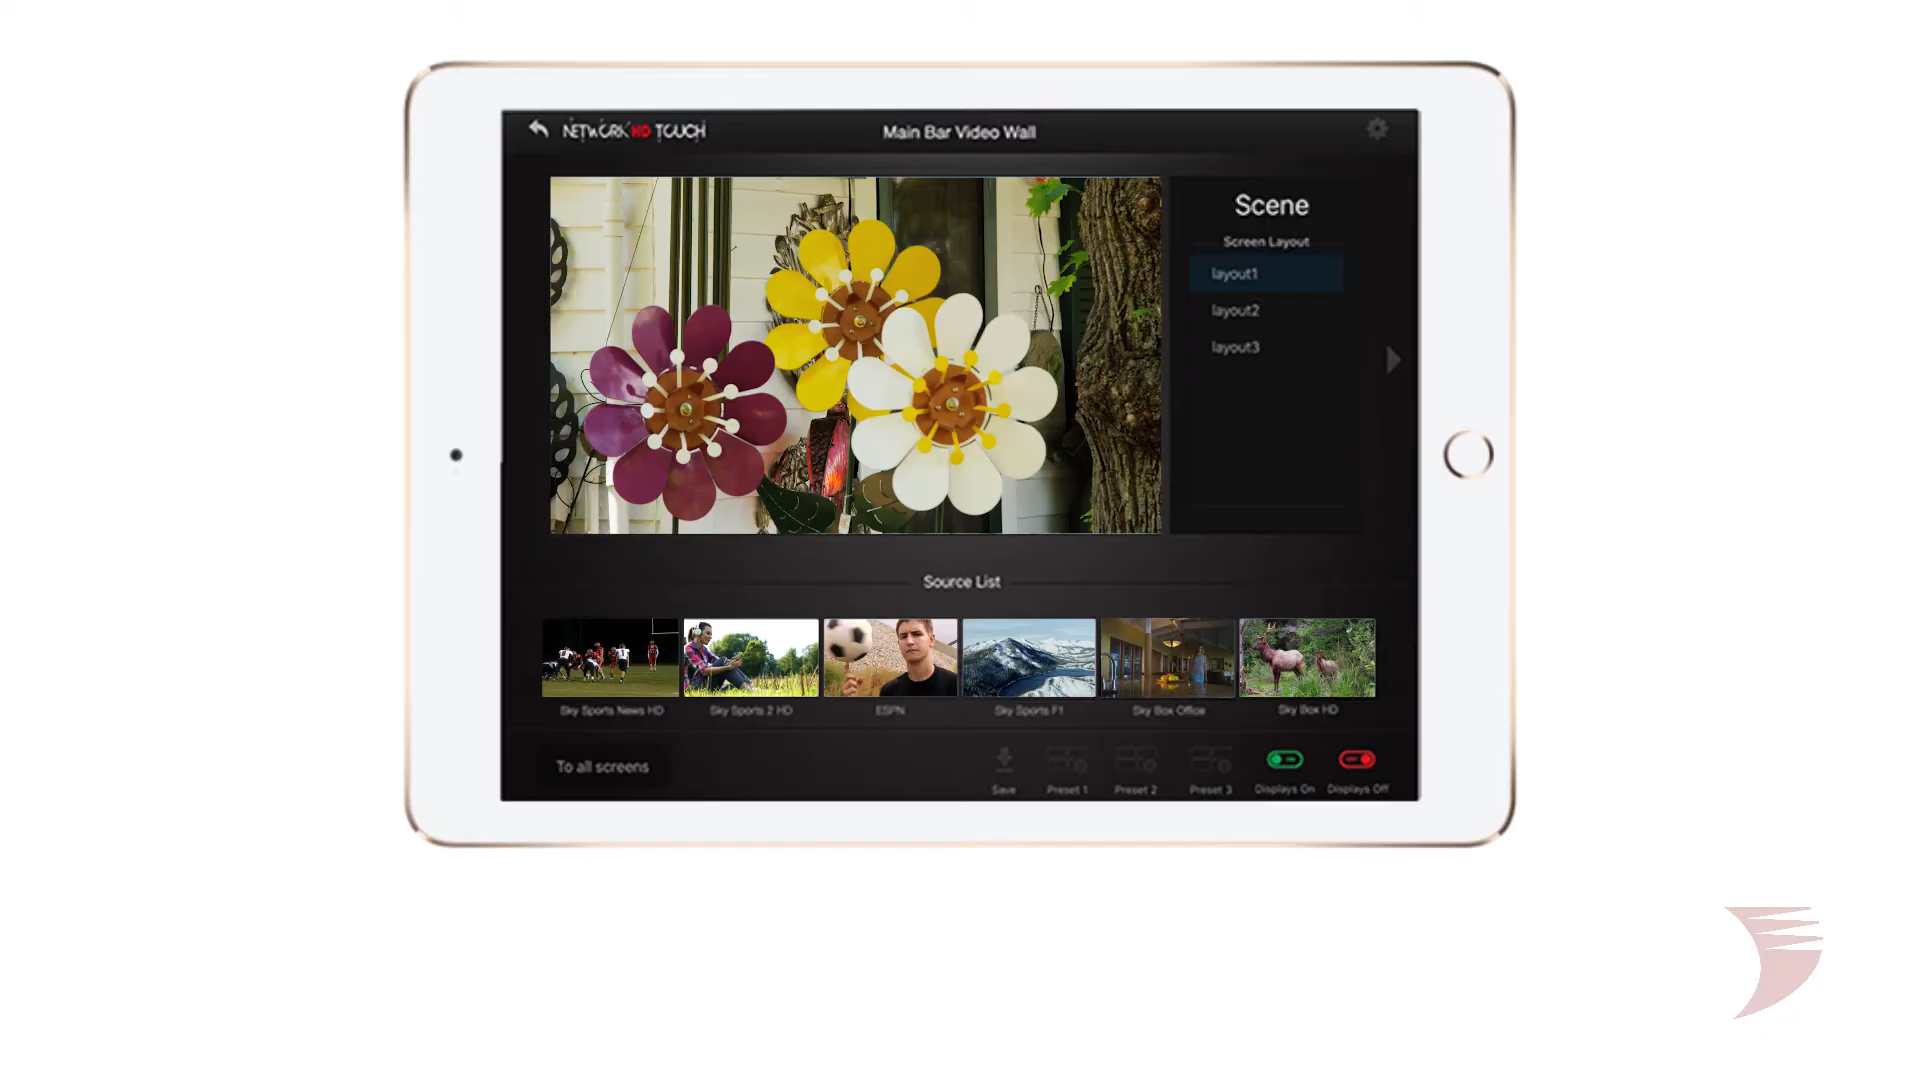 NETWORK HD TOUCH
Main Bar Video Wall
Scene
Screen Layout
layout1
layout2
layout3
Source List
Sky Sports News HD
Sky Sports 2 HD
ESPN
Sky Sports F1
Sky Box Office
Sky Box HD
To all screens
Save
Preset 1
Preset 2
Preset 3
Displays On
Displays Off